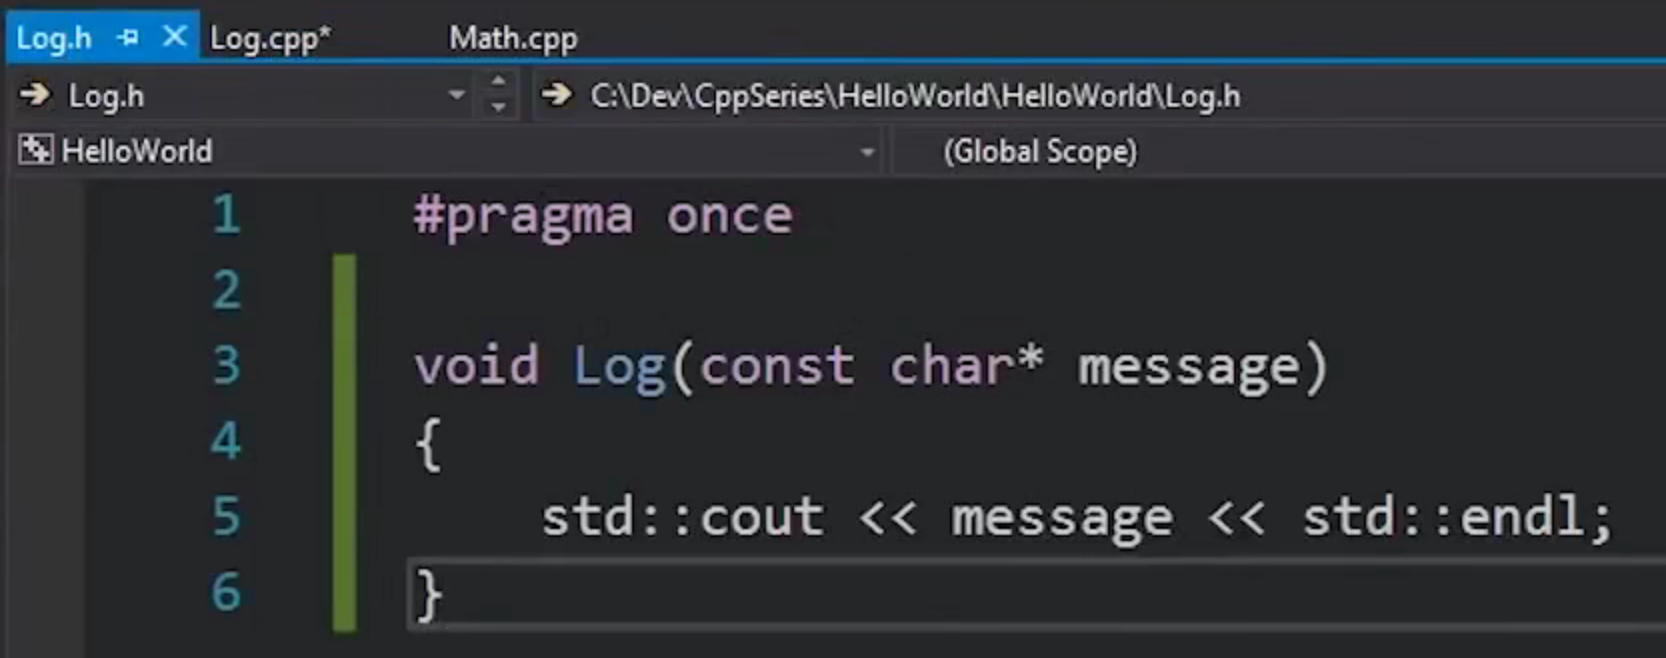 Log.h Log.cpp* Math.cpp
Log.h C:\Dev\CppSeries\HelloWorld\HelloWorld\Log.h
HelloWorld (Global Scope)
1 #pragma once
2
3 void Log(const char* message)
4 {
5 std::cout << message << std::endl;
6 }